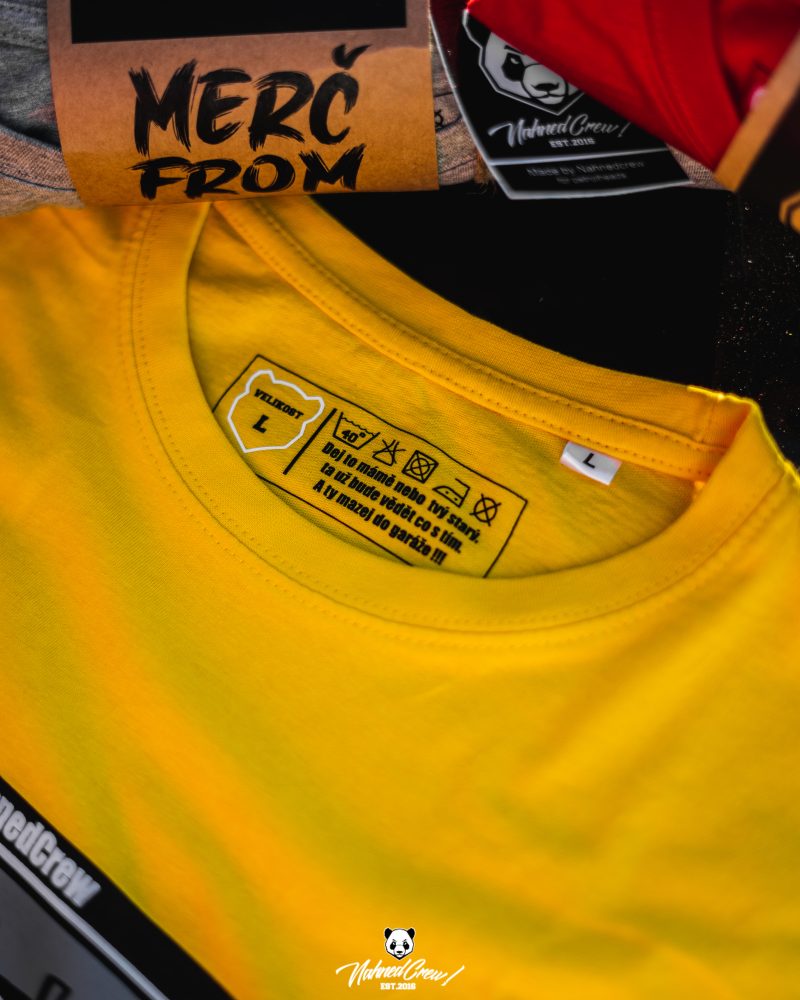 MERČ
FROM
NahnedCrew!
EST.2015
Made by Nahnedcrew
VELIKOST
L
40°
Dej to mámě nebo tvý starý.
ta už bude vědět co s tím.
A ty mazej do garáže !!!
L
nedCrew
NahnedCrew!
EST.2015